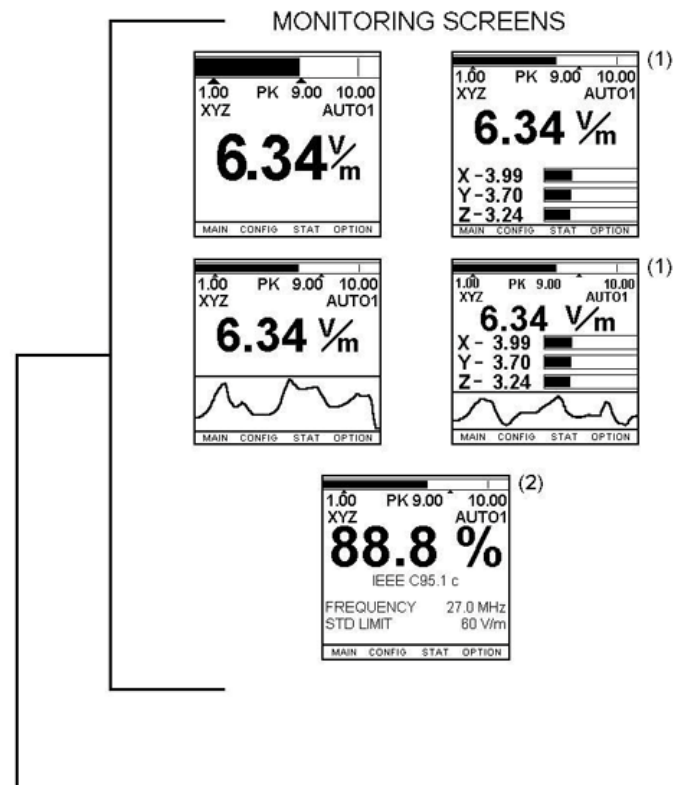 MONITORING SCREENS
1.00 PK 9.00 10.00
XYZ AUTO1
6.34 V/m
MAIN CONFIG STAT OPTION
(1)
1.00 PK 9.00 10.00
XYZ AUTO1
6.34 V/m
X - 3.99
Y - 3.70
Z - 3.24
MAIN CONFIG STAT OPTION
1.00 PK 9.00 10.00
XYZ AUTO1
6.34 V/m
MAIN CONFIG STAT OPTION
(1)
1.00 PK 9.00 10.00
XYZ AUTO1
6.34 V/m
X - 3.99
Y - 3.70
Z - 3.24
MAIN CONFIG STAT OPTION
(2)
1.00 PK 9.00 10.00
XYZ AUTO1
88.8 %
IEEE C95.1 c
FREQUENCY 27.0 MHz
STD LIMIT 60 V/m
MAIN CONFIG STAT OPTION